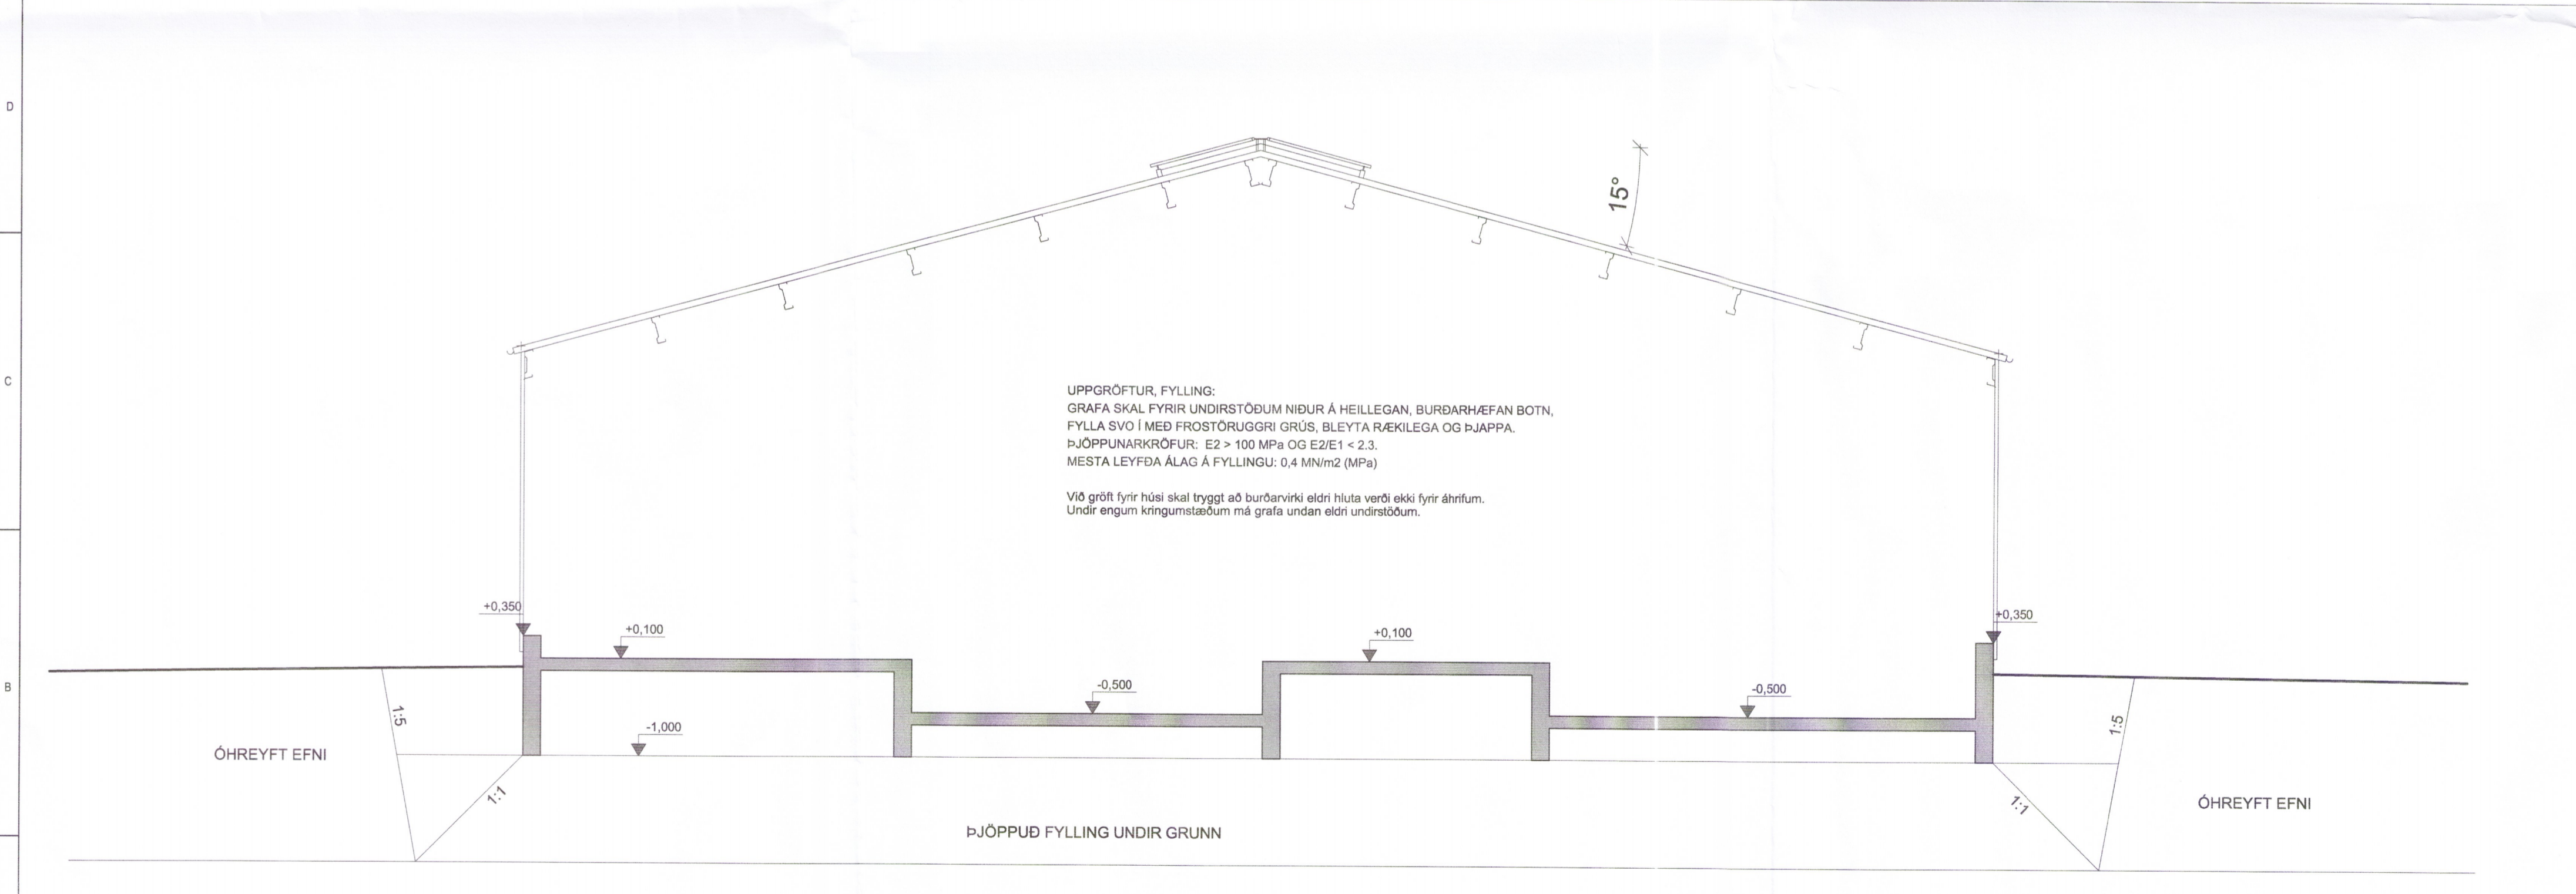 D
15°
C
UPPGRÖFTUR, FYLLING:
GRAFA SKAL FYRIR UNDIRSTÖÐUM NIÐUR Á HEILLEGAN, BURÐARHÆFAN BOTN,
FYLLA SVO Í MEÐ FROSTÖRUGGRI GRÚS, BLEYTA RÆKILEGA OG ÞJAPPA.
ÞJÖPPUNARKRÖFUR: E2 > 100 MPa OG E2/E1 < 2.3.
MESTA LEYFÐA ÁLAG Á FYLLINGU: 0,4 MN/m2 (MPa)
Við gröft fyrir húsi skal tryggt að burðarvirki eldri hluta verði ekki fyrir áhrifum.
Undir engum kringumstæðum má grafa undan eldri undirstöðum.
+0,350
+0,350
+0,100
+0,100
B
-0,500
-0,500
1:5
1:5
-1,000
ÓHREYFT EFNI
1:1
1:1
ÓHREYFT EFNI
ÞJÖPPUÐ FYLLING UNDIR GRUNN